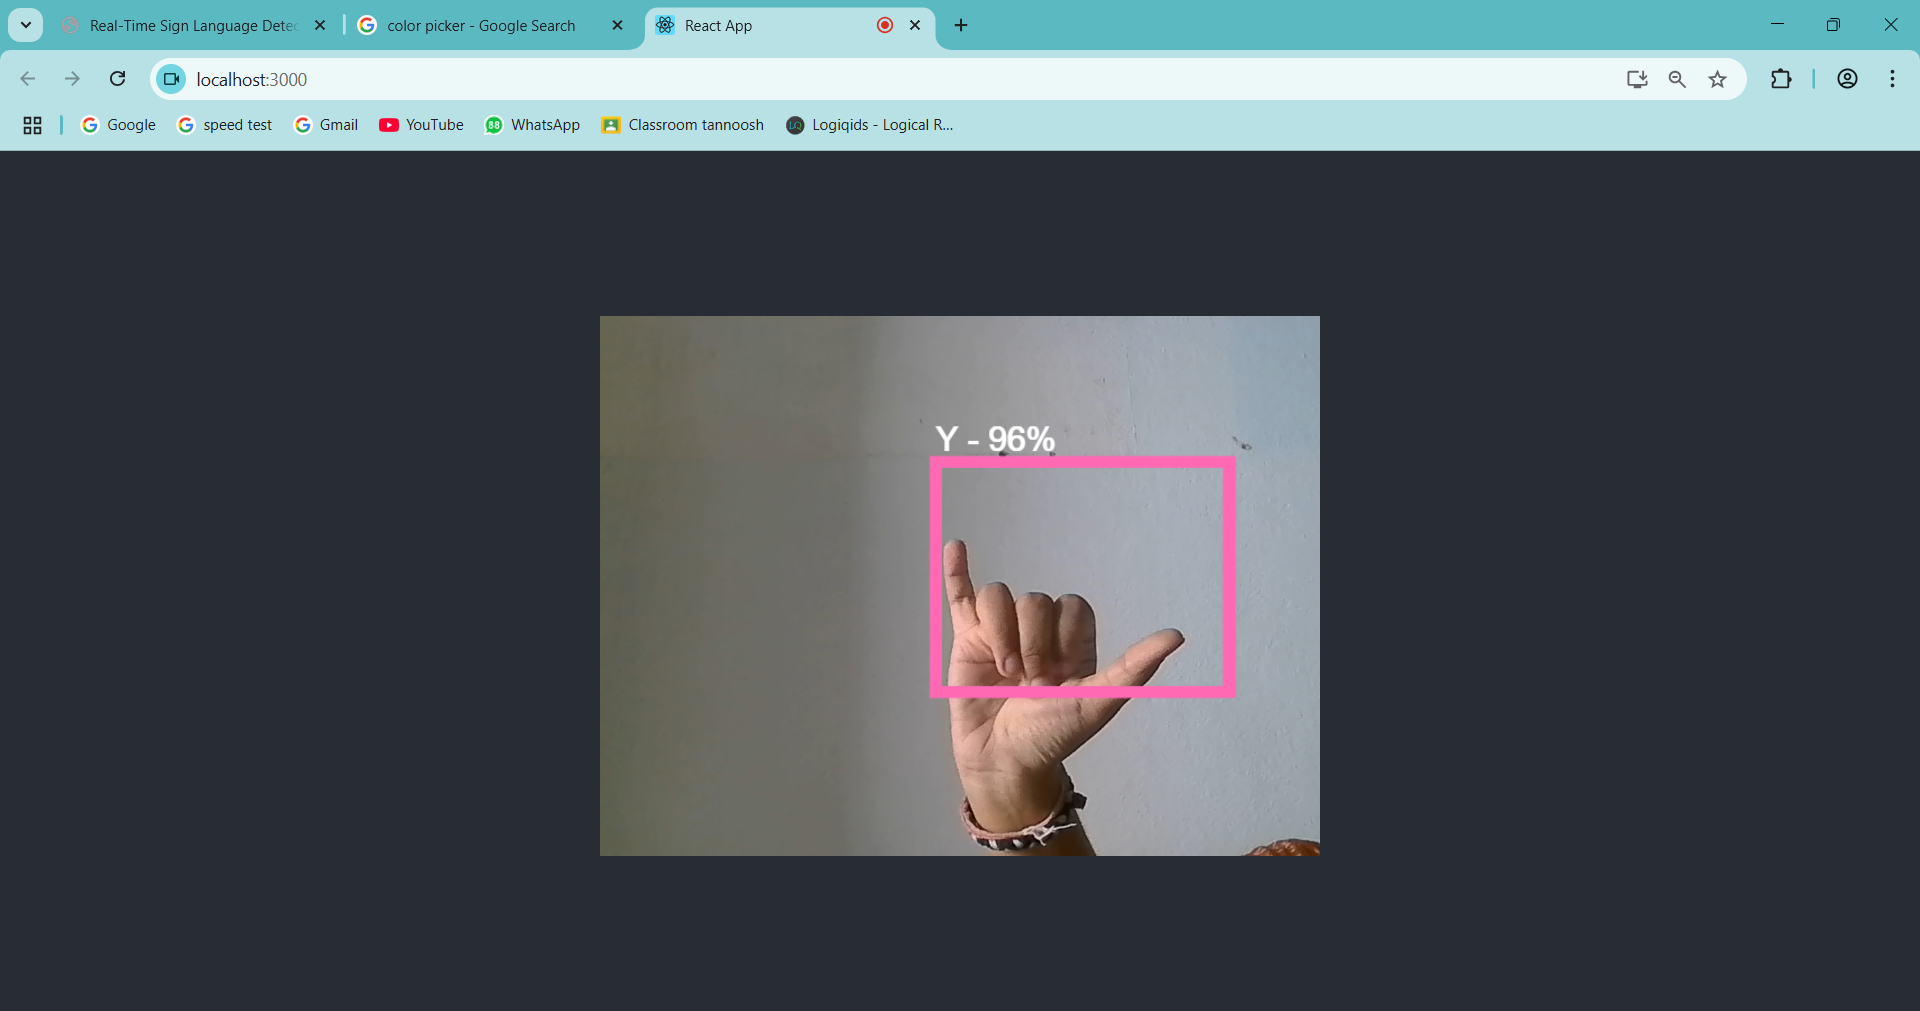 Real-Time Sign Language Detec
color picker - Google Search
React App
localhost:3000
Google
speed test
Gmail
YouTube
88
WhatsApp
Classroom tannoosh
Logiqids - Logical R...
Y - 96%